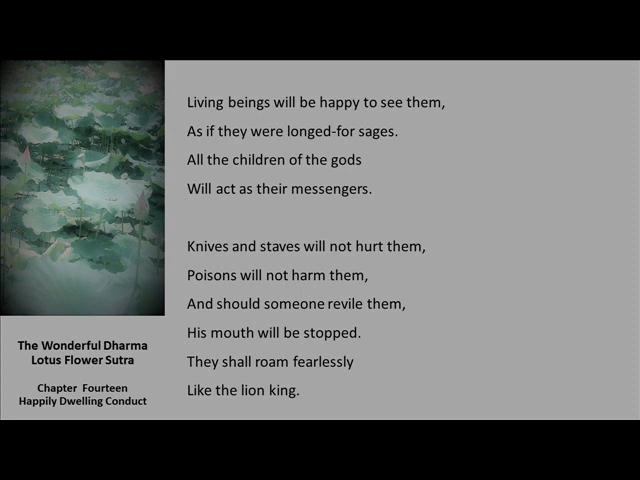 Living beings will be happy to see them,
As if they were longed-for sages.
All the children of the gods
Will act as their messengers.
Knives and staves will not hurt them,
Poisons will not harm them,
And should someone revile them,
His mouth will be stopped.
They shall roam fearlessly
Like the lion king.
The Wonderful Dharma
Lotus Flower Sutra
Chapter Fourteen
Happily Dwelling Conduct